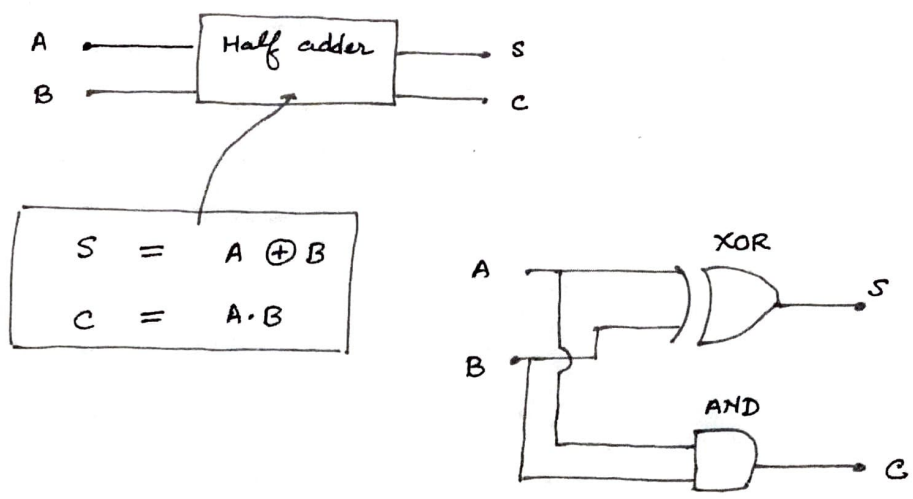 A Half adder S
B C
S = A ⊕ B
C = A·B
XOR
A S
B
AND
C